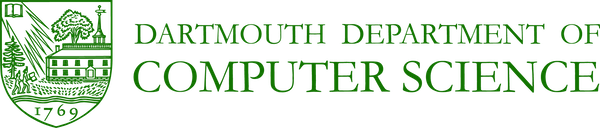 DARTMOUTH DEPARTMENT OF
COMPUTER SCIENCE
1769